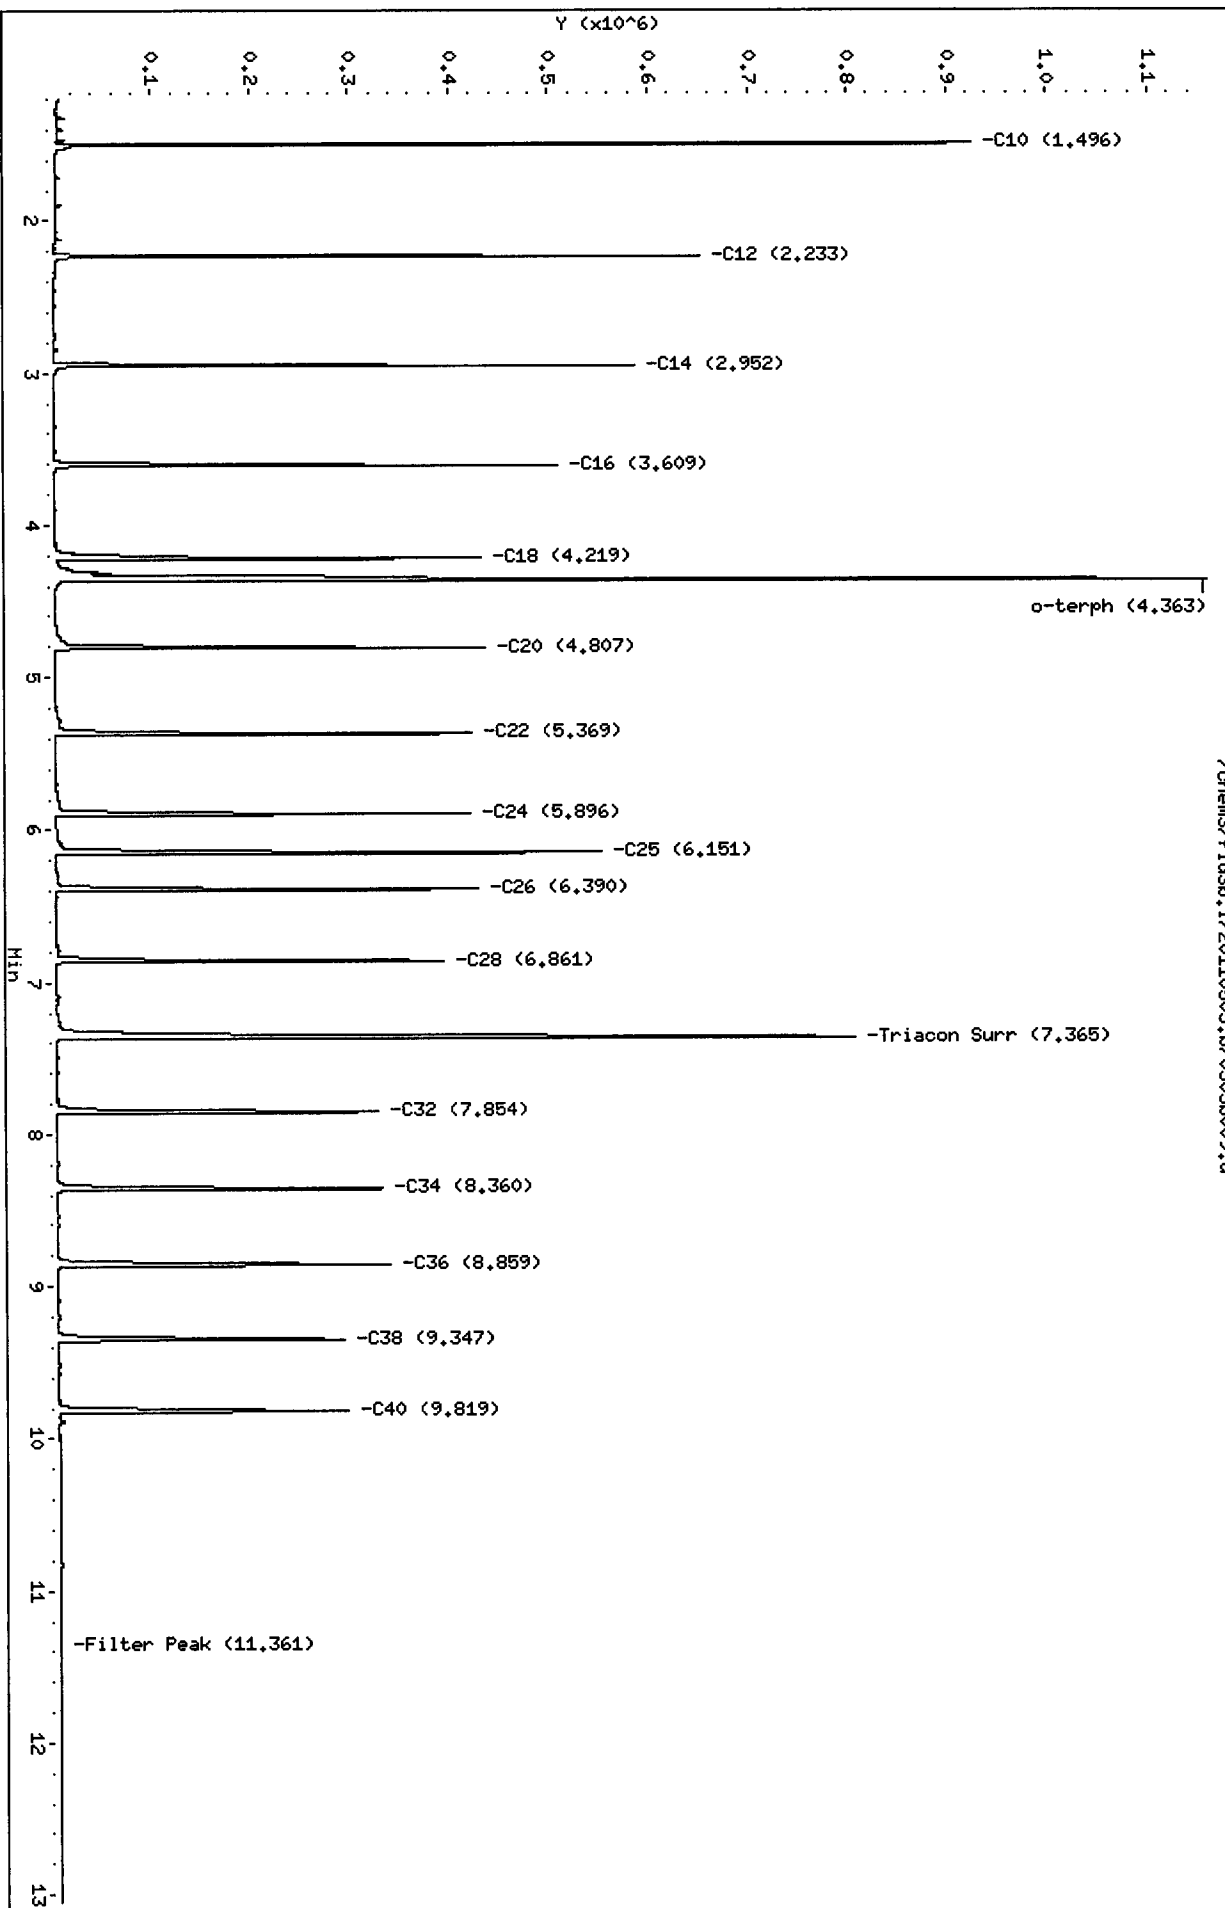 Y (x10^6)
0.1
0.2
0.3
0.4
0.5
0.6
0.7
0.8
0.9
1.0
1.1
-C10 (1.496)
2
-C12 (2.233)
-C14 (2.952)
3
-C16 (3.609)
4
-C18 (4.219)
o-terph (4.363)
-C20 (4.807)
5
-C22 (5.369)
-C24 (5.896)
6
-C25 (6.151)
-C26 (6.390)
-C28 (6.861)
Min
7
-Triacon Surr (7.365)
-C32 (7.854)
8
-C34 (8.360)
-C36 (8.859)
9
-C38 (9.347)
-C40 (9.819)
10
11
-Filter Peak (11.361)
12
13